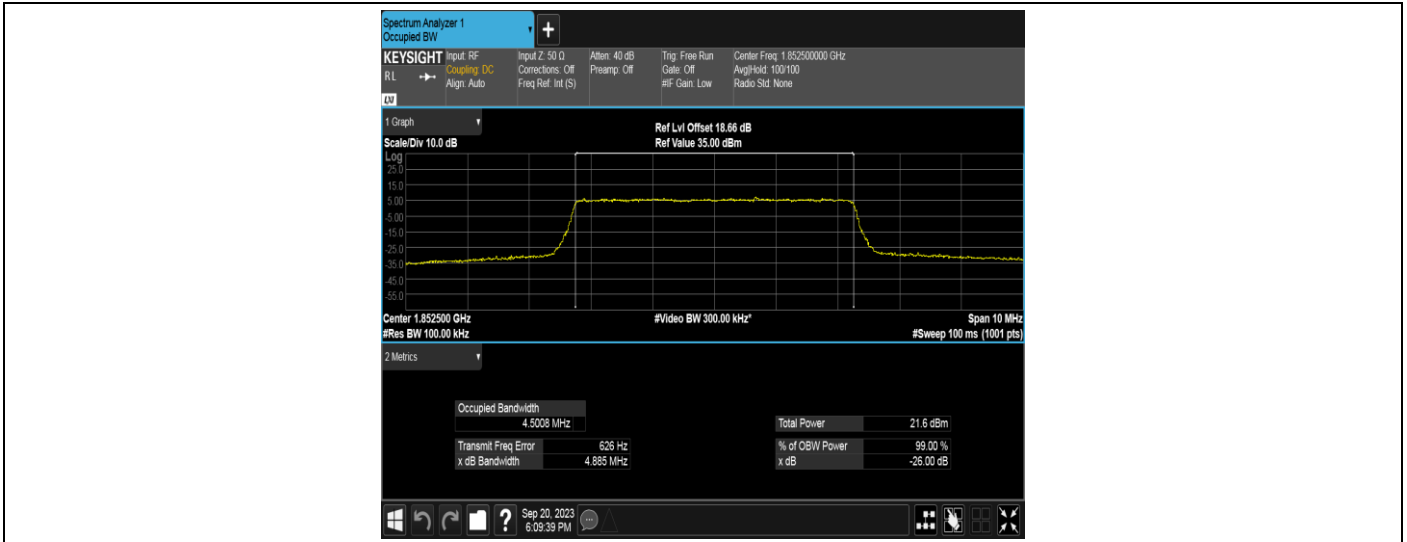 Spectrum Analyzer 1
Occupied BW
+
KEYSIGHT
RL
LXI
Input: RF
Coupling: DC
Align: Auto
Input Z: 50 Ω
Corrections: Off
Freq Ref: Int (S)
Atten: 40 dB
Preamp: Off
Trig: Free Run
Gate: Off
#IF Gain: Low
Center Freq: 1.852500000 GHz
Avg|Hold: 100/100
Radio Std: None
1 Graph
Scale/Div 10.0 dB
Ref Lvl Offset 18.66 dB
Ref Value 35.00 dBm
Log
25.0
15.0
5.00
-5.00
-15.0
-25.0
-35.0
-45.0
-55.0
Center 1.852500 GHz
#Video BW 300.00 kHz*
Span 10 MHz
#Res BW 100.00 kHz
#Sweep 100 ms (1001 pts)
2 Metrics
Occupied Bandwidth
4.5008 MHz
Total Power 21.6 dBm
Transmit Freq Error 626 Hz
% of OBW Power 99.00 %
x dB Bandwidth 4.885 MHz
x dB -26.00 dB
?
Sep 20, 2023
6:09:39 PM